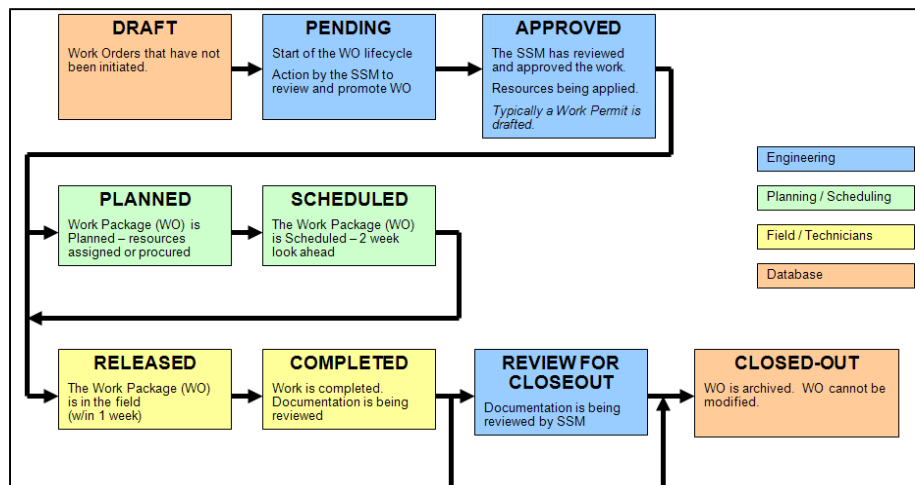 DRAFT
Work Orders that have not
been initiated.
PENDING
Start of the WO lifecycle
Action by the SSM to
review and promote WO
APPROVED
The SSM has reviewed
and approved the work.
Resources being applied.
Typically a Work Permit is
drafted.
Engineering
Planning / Scheduling
Field / Technicians
Database
PLANNED
Work Package (WO) is
Planned – resources
assigned or procured
SCHEDULED
The Work Package (WO)
is Scheduled – 2 week
look ahead
RELEASED
The Work Package (WO)
is in the field
(w/in 1 week)
COMPLETED
Work is completed.
Documentation is being
reviewed
REVIEW FOR
CLOSEOUT
Documentation is being
reviewed by SSM
CLOSED-OUT
WO is archived. WO cannot be
modified.